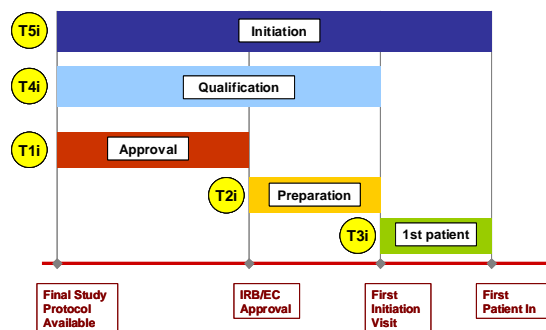 T5i
Initiation
T4i
Qualification
T1i
Approval
T2i
Preparation
T3i
1st patient
Final Study
Protocol
Available
IRB/EC
Approval
First
Initiation
Visit
First
Patient In